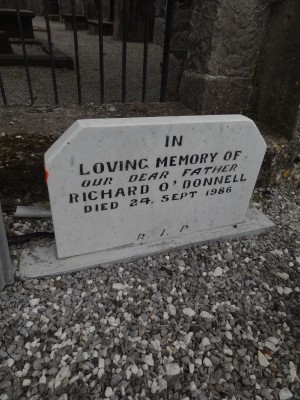 IN
LOVING MEMORY OF
OUR DEAR FATHER
RICHARD O'DONNELL
DIED 24. SEPT 1986
R.I.P